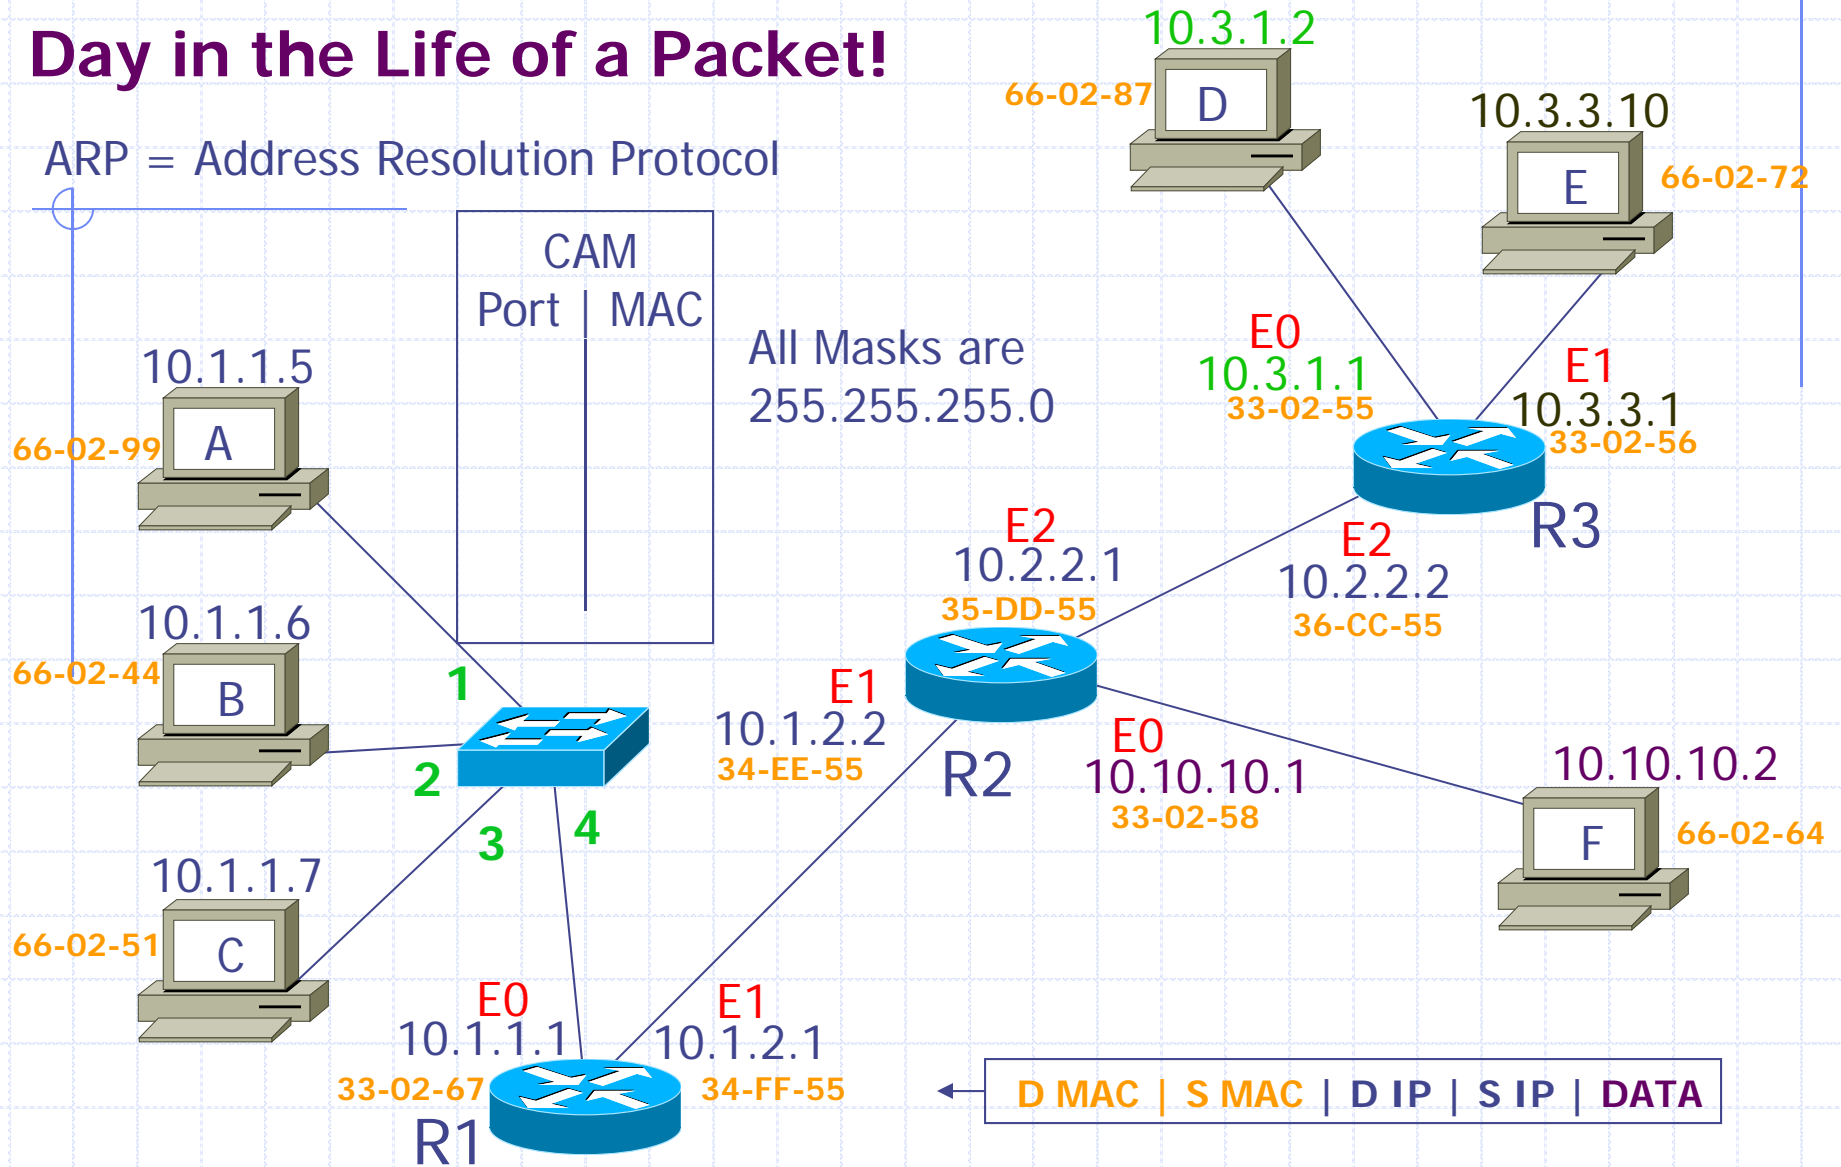 Day in the Life of a Packet!
ARP = Address Resolution Protocol
CAM
Port | MAC
All Masks are
255.255.255.0
10.1.1.5
A
66-02-99
10.1.1.6
B
66-02-44
10.1.1.7
C
66-02-51
1
2
3
4
E0
10.1.1.1
33-02-67
R1
E1
10.1.2.1
34-FF-55
E1
10.1.2.2
34-EE-55
R2
E2
10.2.2.1
35-DD-55
E0
10.10.10.1
33-02-58
10.10.10.2
F
66-02-64
E2
10.2.2.2
36-CC-55
R3
E0
10.3.1.1
33-02-55
E1
10.3.3.1
33-02-56
10.3.1.2
D
66-02-87
10.3.3.10
E
66-02-72
D MAC | S MAC | D IP | S IP | DATA